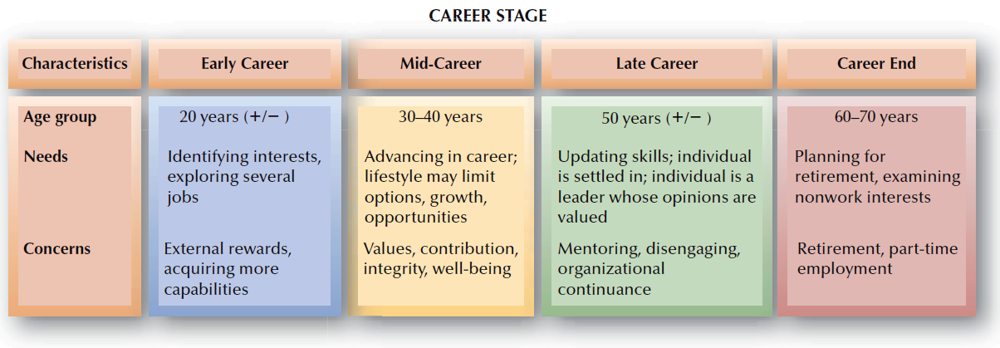 CAREER STAGE
Characteristics
Early Career
Mid-Career
Late Career
Career End
Age group
20 years (+/− )
30–40 years
50 years (+/− )
60–70 years
Needs
Identifying interests,
exploring several
jobs
Advancing in career;
lifestyle may limit
options, growth,
opportunities
Updating skills; individual
is settled in; individual is a
leader whose opinions are
valued
Planning for
retirement, examining
nonwork interests
Concerns
External rewards,
acquiring more
capabilities
Values, contribution,
integrity, well-being
Mentoring, disengaging,
organizational
continuance
Retirement, part-time
employment